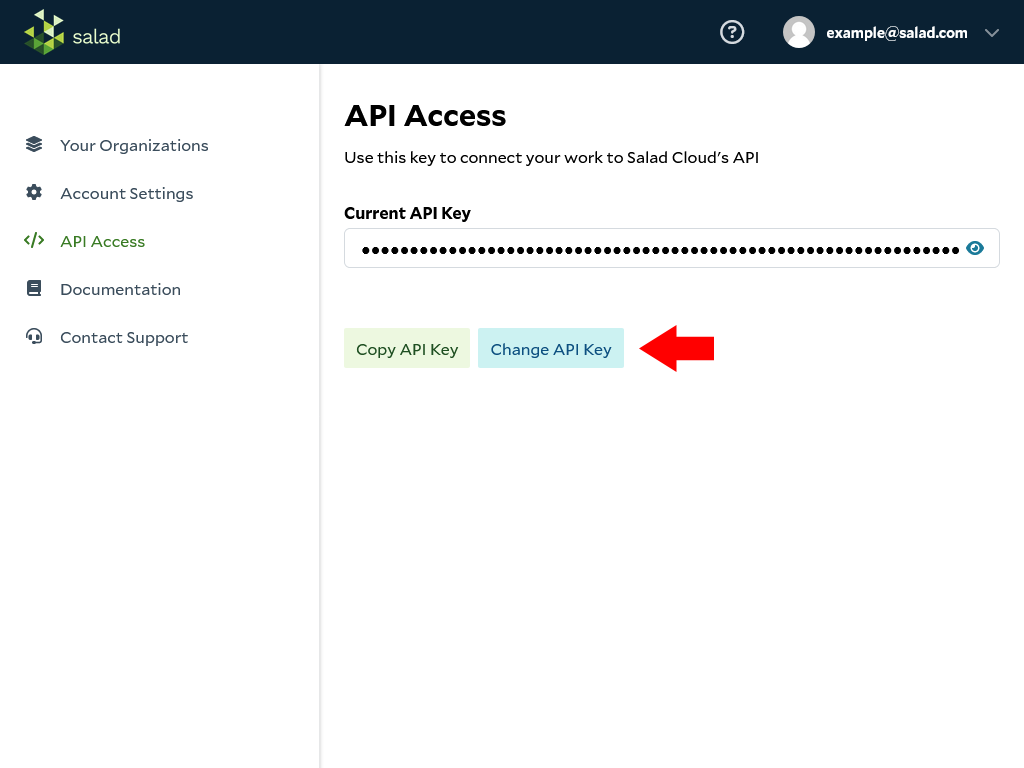 salad
example@salad.com
Your Organizations
Account Settings
API Access
Documentation
Contact Support
API Access
Use this key to connect your work to Salad Cloud's API
Current API Key
Copy API Key
Change API Key